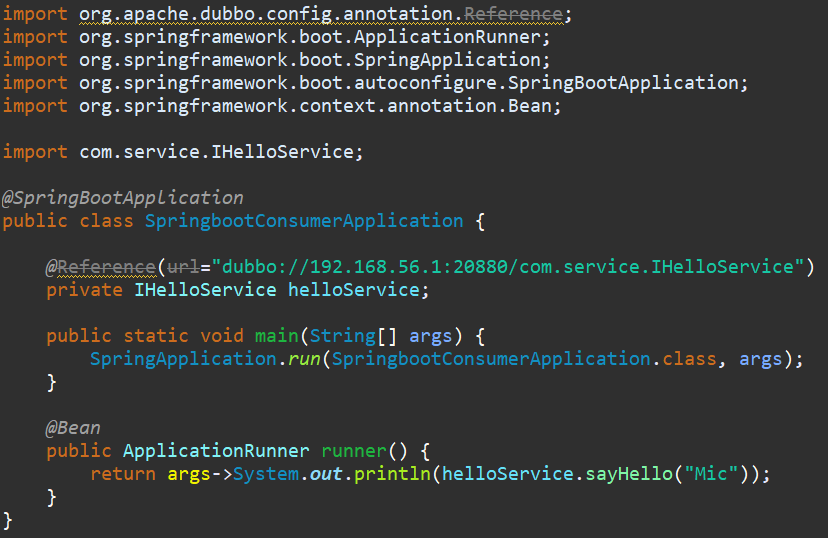 import org.apache.dubbo.config.annotation.Reference;
import org.springframework.boot.ApplicationRunner;
import org.springframework.boot.SpringApplication;
import org.springframework.boot.autoconfigure.SpringBootApplication;
import org.springframework.context.annotation.Bean;
import com.service.IHelloService;
@SpringBootApplication
public class SpringbootConsumerApplication {
@Reference(url="dubbo://192.168.56.1:20880/com.service.IHelloService")
private IHelloService helloService;
public static void main(String[] args) {
SpringApplication.run(SpringbootConsumerApplication.class, args);
}
@Bean
public ApplicationRunner runner() {
return args->System.out.println(helloService.sayHello("Mic"));
}
}